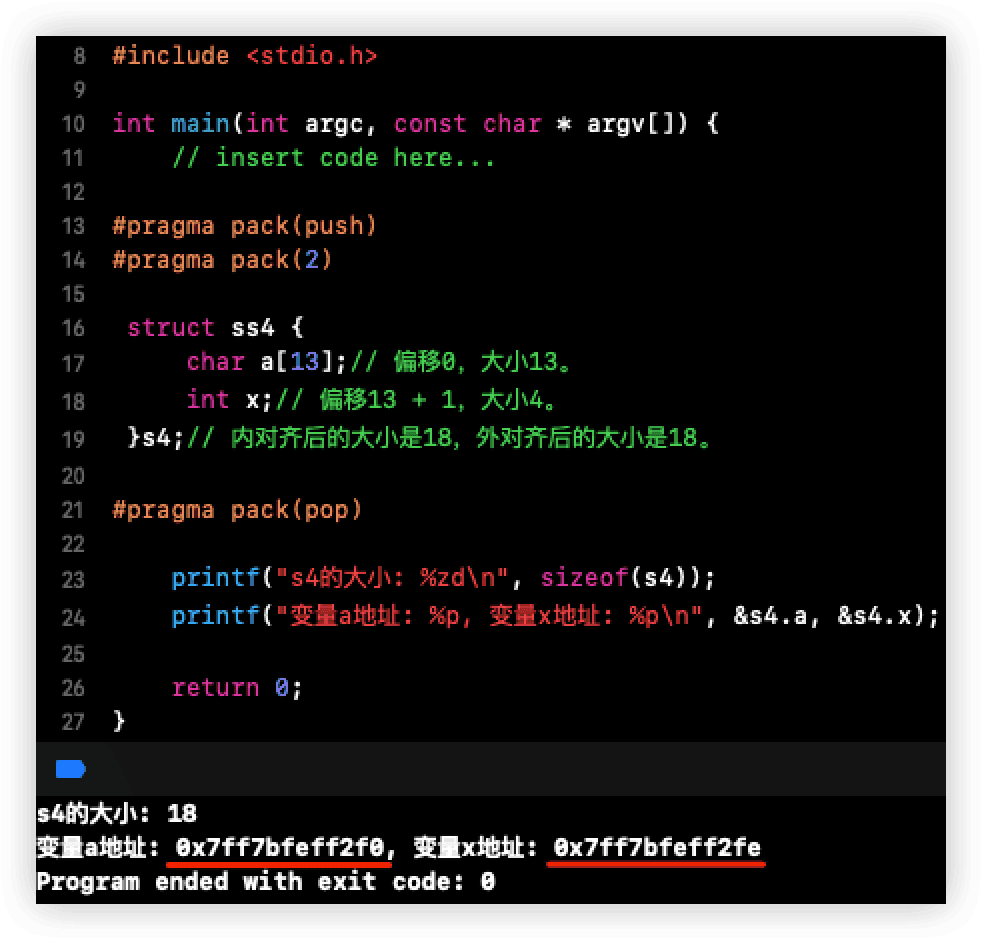 8 #include <stdio.h>
9
10 int main(int argc, const char * argv[]) {
11     // insert code here...
12
13 #pragma pack(push)
14 #pragma pack(2)
15
16  struct ss4 {
17      char a[13];// 偏移0，大小13。
18      int x;// 偏移13 + 1，大小4。
19  }s4;// 内对齐后的大小是18，外对齐后的大小是18。
20
21 #pragma pack(pop)
22
23     printf("s4的大小: %zd\n", sizeof(s4));
24     printf("变量a地址: %p, 变量x地址: %p\n", &s4.a, &s4.x);
25
26     return 0;
27 }
s4的大小: 18
变量a地址: 0x7ff7bfeff2f0, 变量x地址: 0x7ff7bfeff2fe
Program ended with exit code: 0